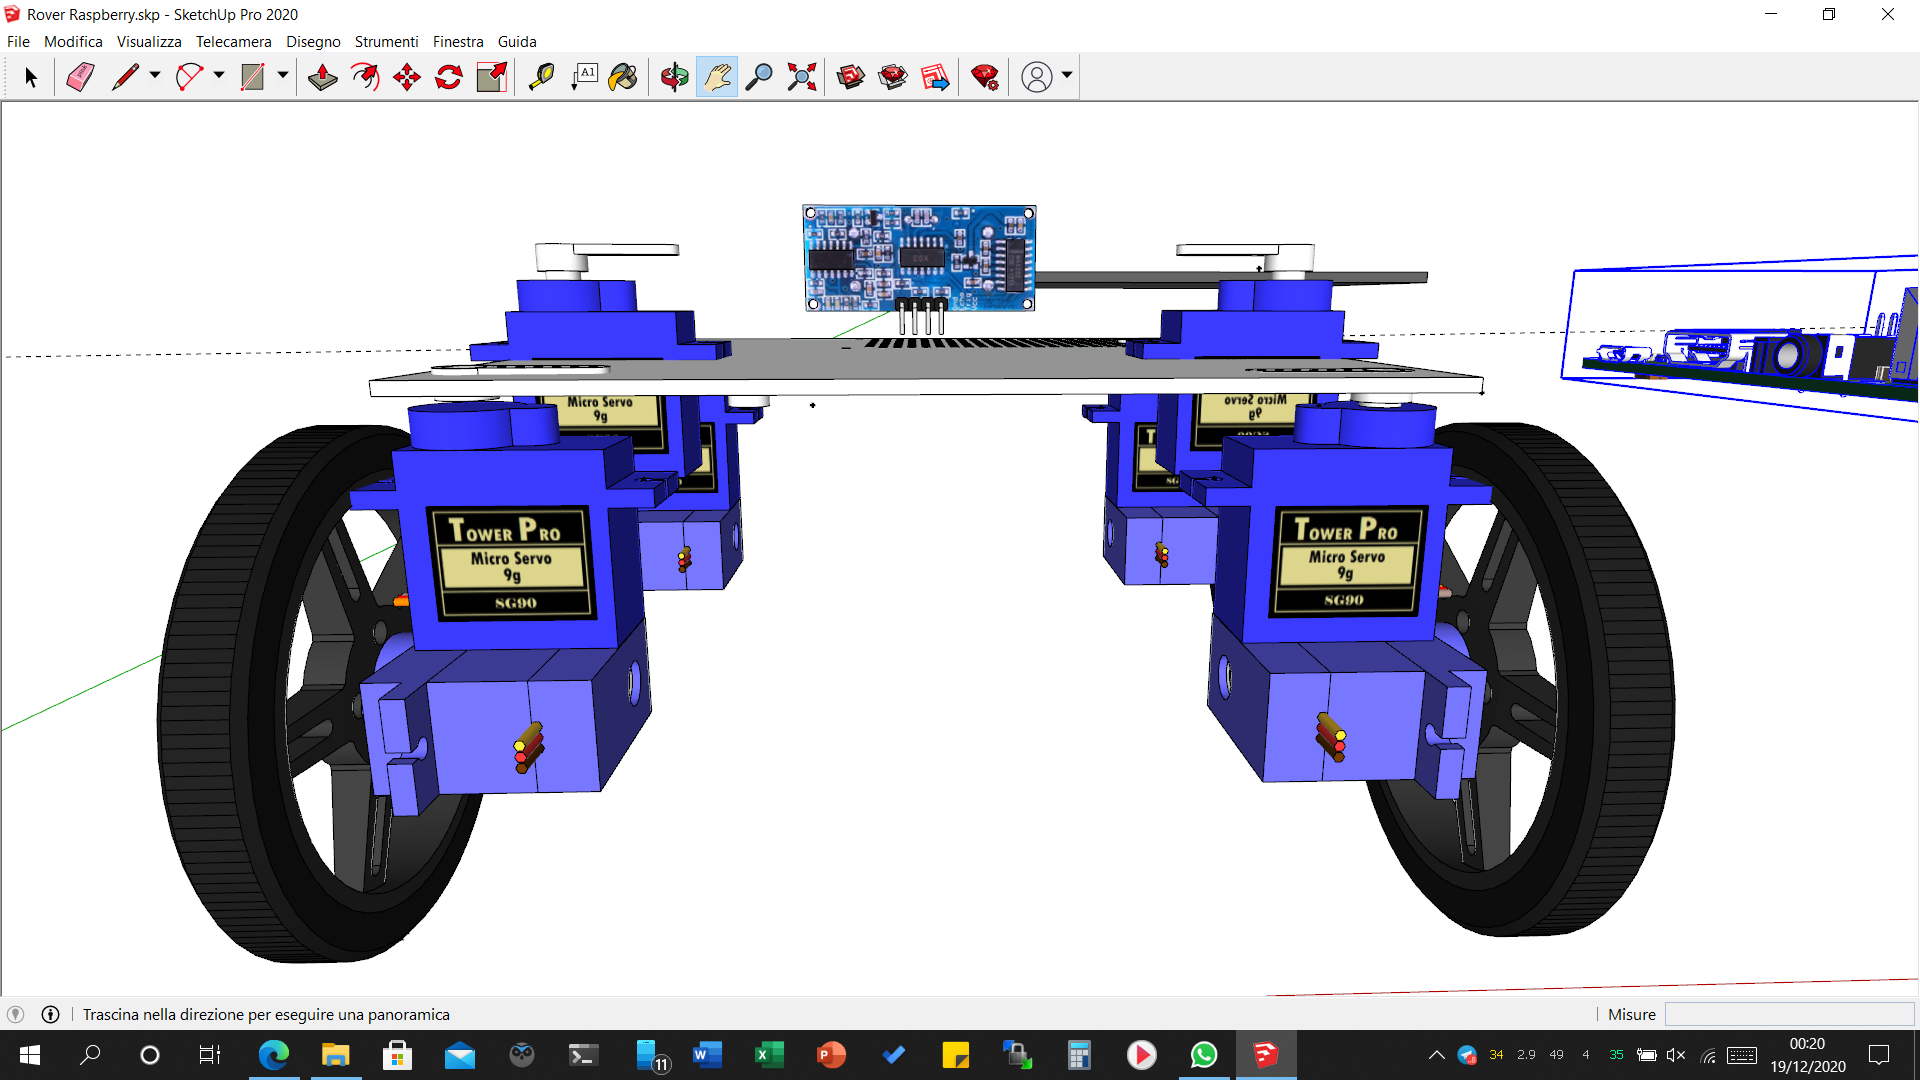 Rover Raspberry.skp - SketchUp Pro 2020
File Modifica Visualizza Telecamera Disegno Strumenti Finestra Guida
A1
Micro Servo
9g
Micro Servo
9g
TOWER PRO
Micro Servo
9g
SG90
TOWER PRO
Micro Servo
9g
SG90
Trascina nella direzione per eseguire una panoramica
Misure
11
34 2.9 49 4 35
00:20
19/12/2020